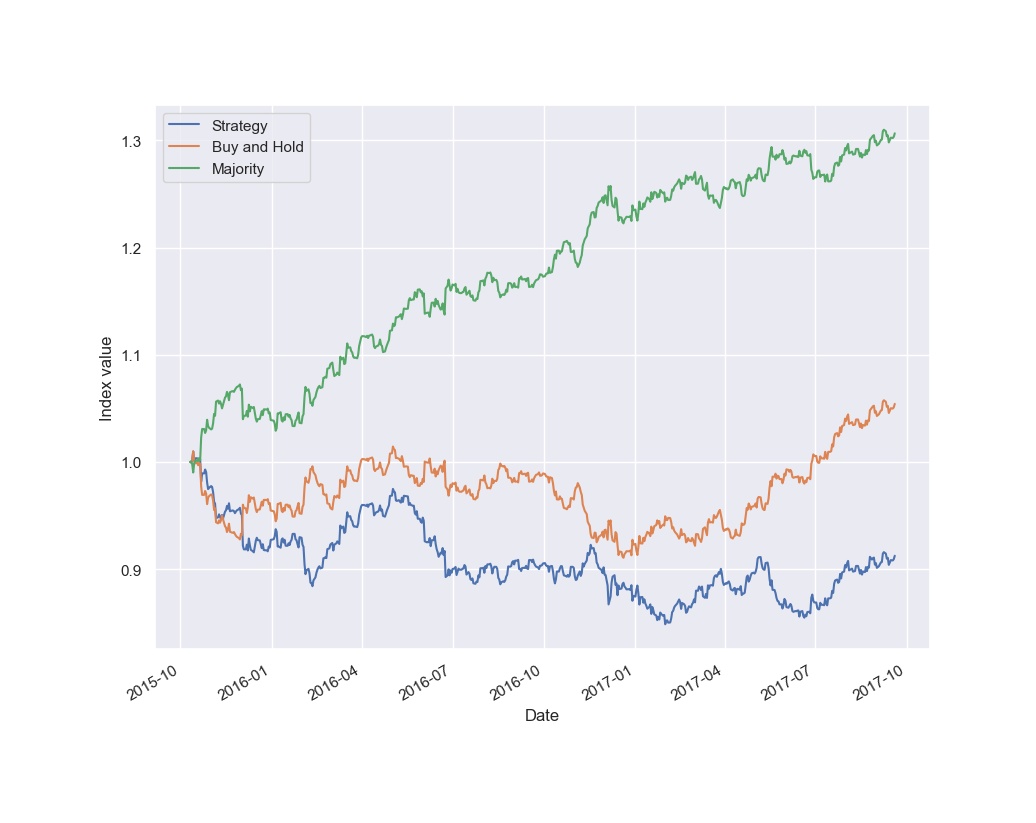 Strategy
Buy and Hold
Majority
1.3
1.2
1.1
1.0
0.9
Index value
2015-10
2016-01
2016-04
2016-07
2016-10
2017-01
2017-04
2017-07
2017-10
Date